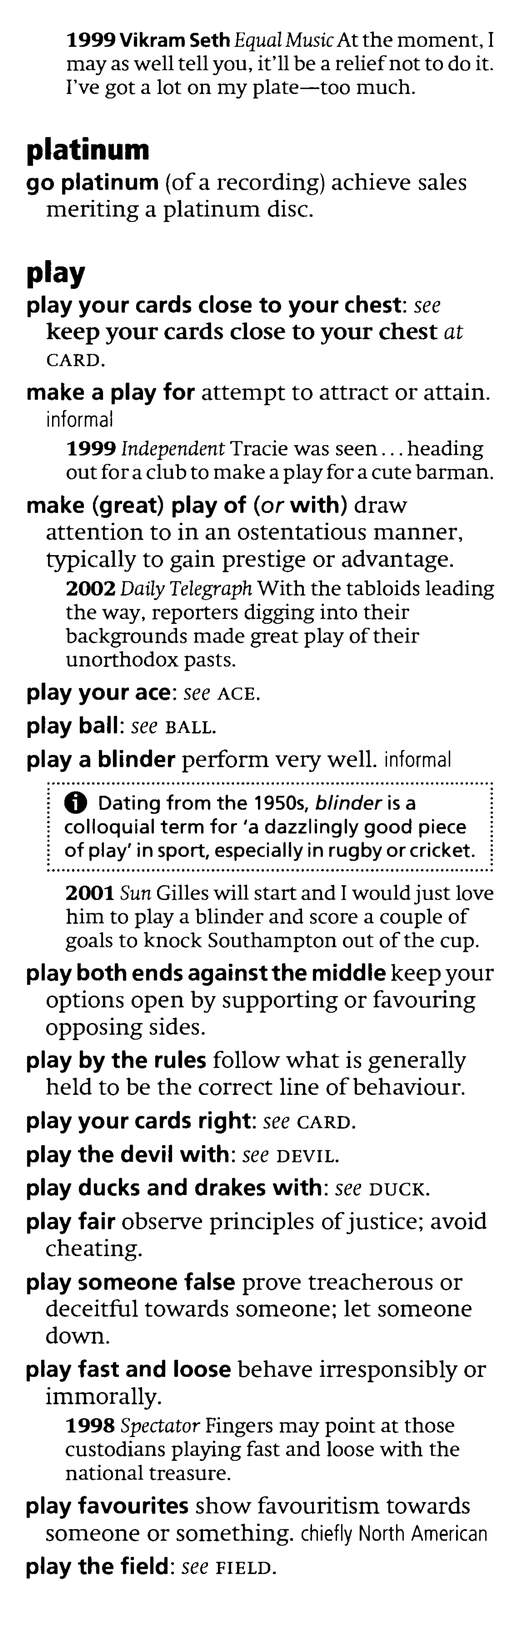 1999 Vikram Seth Equal Music At the moment, I
may as well tell you, it'll be a relief not to do it.
I've got a lot on my plate—too much.
platinum
go platinum (of a recording) achieve sales
meriting a platinum disc.
play
play your cards close to your chest: see
keep your cards close to your chest at
CARD.
make a play for attempt to attract or attain.
informal
1999 Independent Tracie was seen...heading
out for a club to make a play for a cute barman.
make (great) play of (or with) draw
attention to in an ostentatious manner,
typically to gain prestige or advantage.
2002 Daily Telegraph With the tabloids leading
the way, reporters digging into their
backgrounds made great play of their
unorthodox pasts.
play your ace: see ACE.
play ball: see BALL.
play a blinder perform very well. informal
Dating from the 1950s, blinder is a
colloquial term for 'a dazzlingly good piece
of play' in sport, especially in rugby or cricket.
2001 Sun Gilles will start and I would just love
him to play a blinder and score a couple of
goals to knock Southampton out of the cup.
play both ends against the middle keep your
options open by supporting or favouring
opposing sides.
play by the rules follow what is generally
held to be the correct line of behaviour.
play your cards right: see CARD.
play the devil with: see DEVIL.
play ducks and drakes with: see DUCK.
play fair observe principles of justice; avoid
cheating.
play someone false prove treacherous or
deceitful towards someone; let someone
down.
play fast and loose behave irresponsibly or
immorally.
1998 Spectator Fingers may point at those
custodians playing fast and loose with the
national treasure.
play favourites show favouritism towards
someone or something. chiefly North American
play the field: see FIELD.